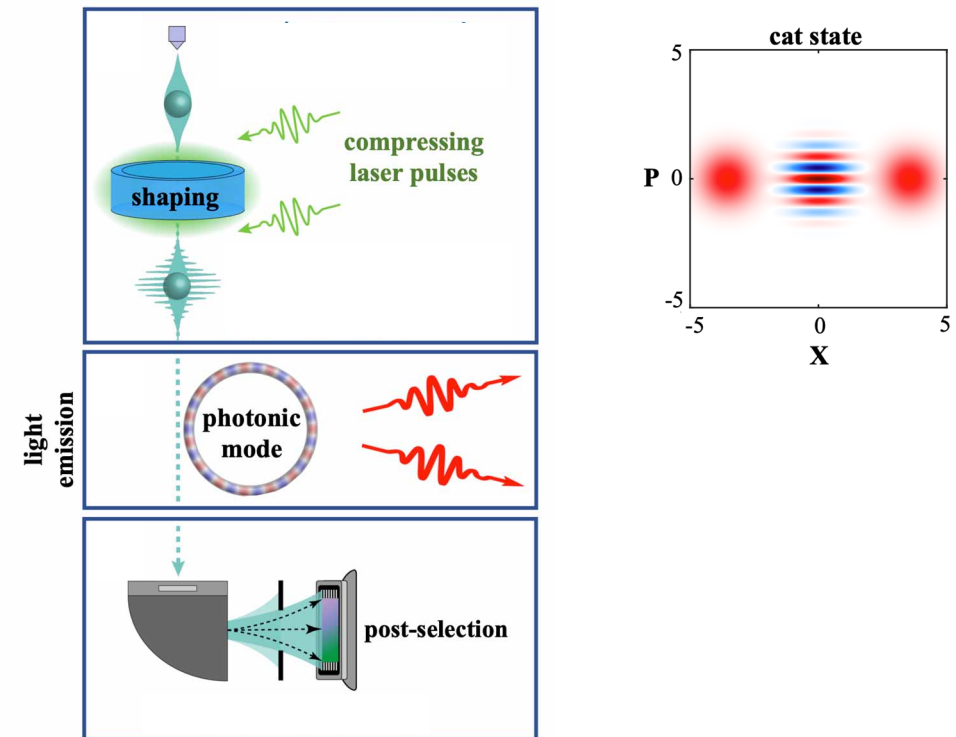 compressing
laser pulses
shaping
light
emission
photonic
mode
post-selection
cat state
5
P
0
-5
-5
0
5
X